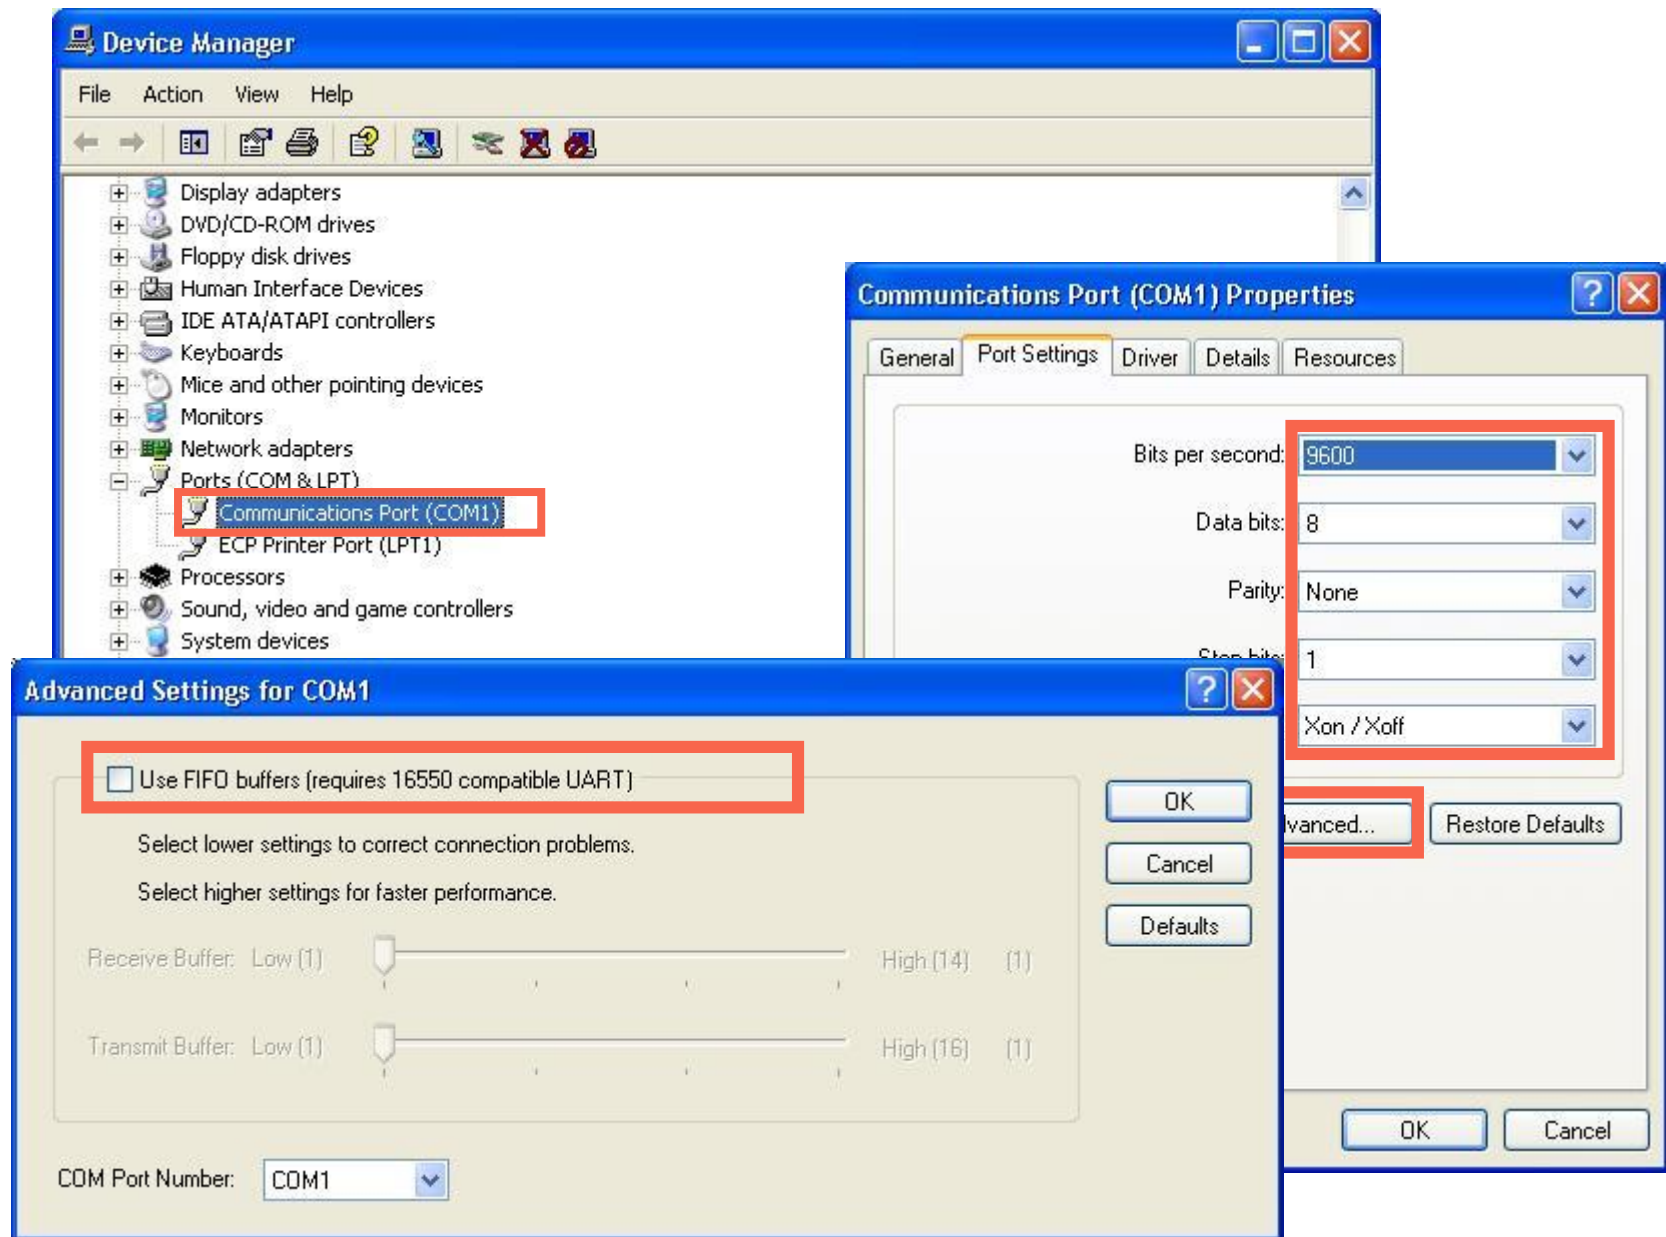 Device Manager
File Action View Help
Display adapters
DVD/CD-ROM drives
Floppy disk drives
Human Interface Devices
IDE ATA/ATAPI controllers
Keyboards
Mice and other pointing devices
Monitors
Network adapters
Ports (COM & LPT)
Communications Port (COM1)
ECP Printer Port (LPT1)
Processors
Sound, video and game controllers
System devices
Communications Port (COM1) Properties
General Port Settings Driver Details Resources
Bits per second: 9600
Data bits: 8
Parity: None
Stop bits: 1
Xon / Xoff
vanced... Restore Defaults
OK Cancel
Advanced Settings for COM1
Use FIFO buffers (requires 16550 compatible UART)
Select lower settings to correct connection problems.
Select higher settings for faster performance.
Receive Buffer: Low (1) High (14) (1)
Transmit Buffer: Low (1) High (16) (1)
COM Port Number: COM1
OK
Cancel
Defaults